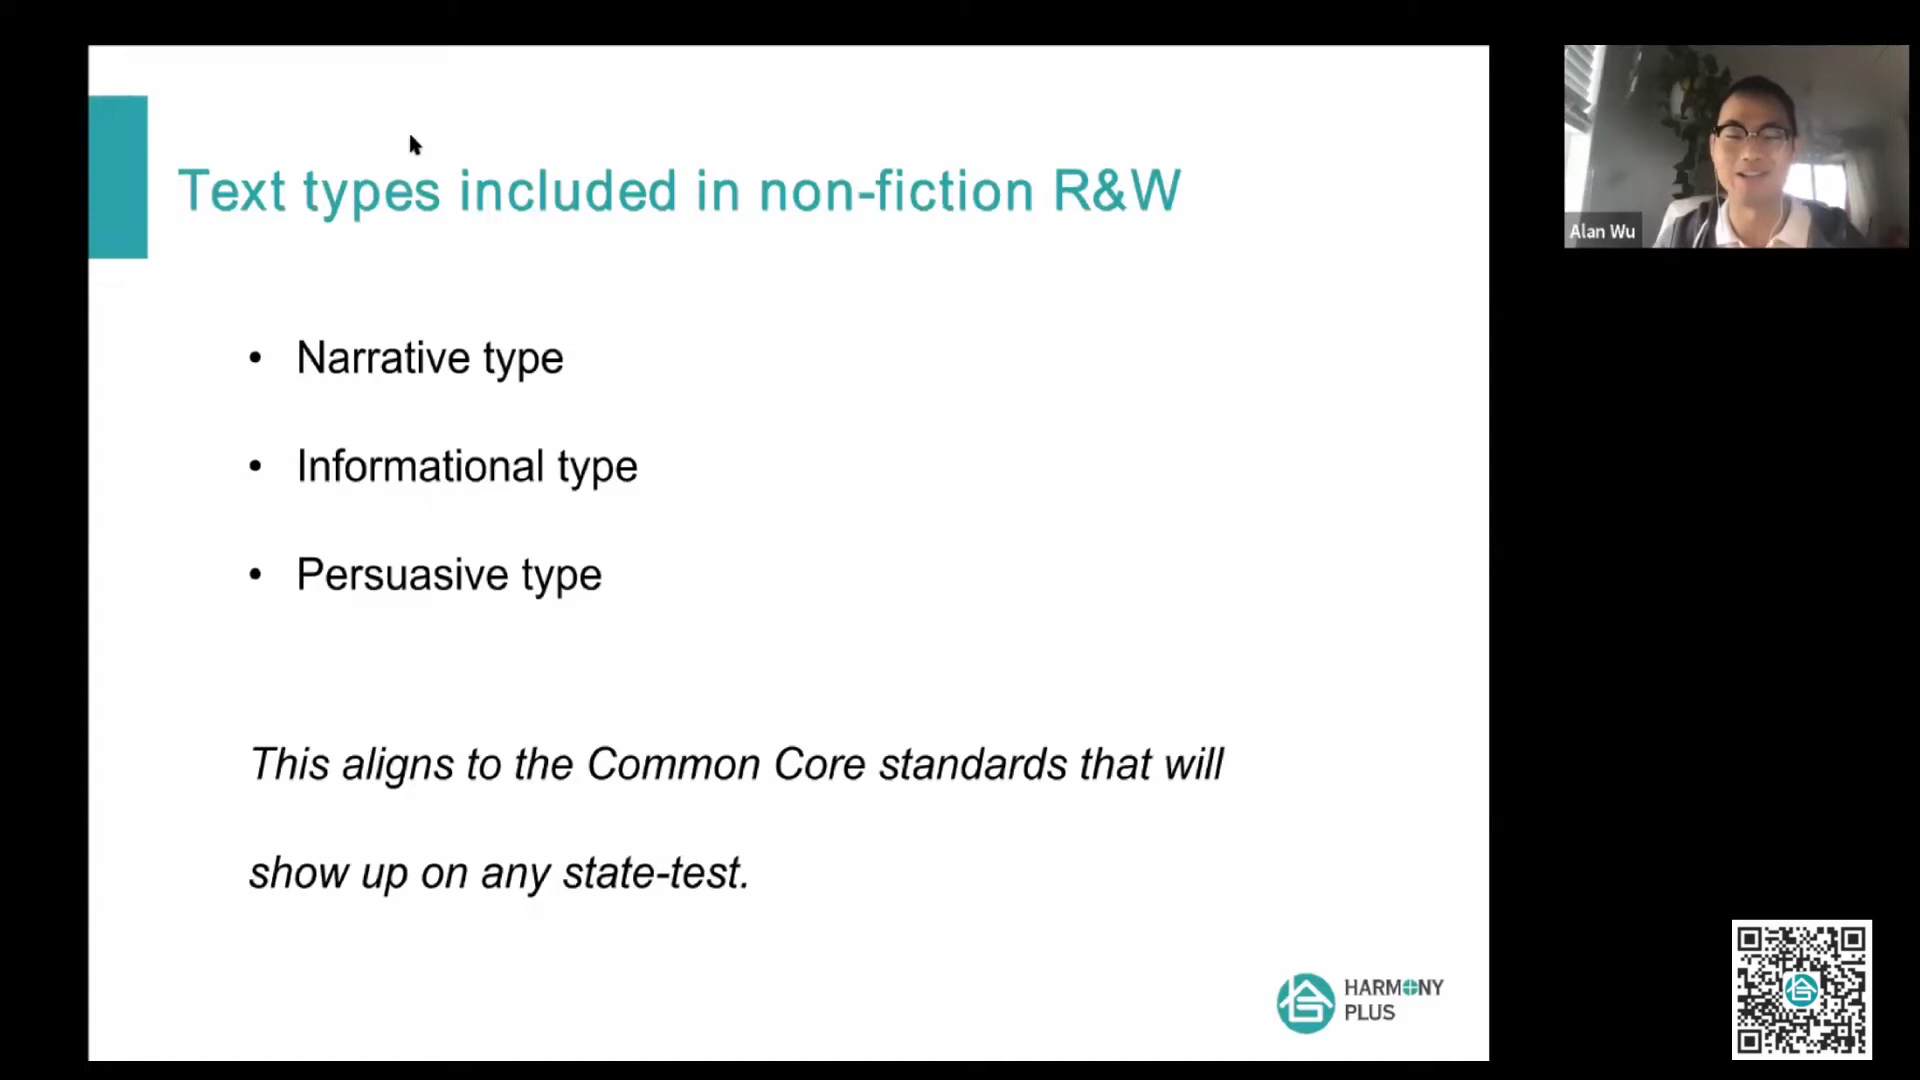 Text types included in non-fiction R&W
• Narrative type
• Informational type
• Persuasive type
This aligns to the Common Core standards that will
show up on any state-test.
HARMONY
PLUS
Alan Wu